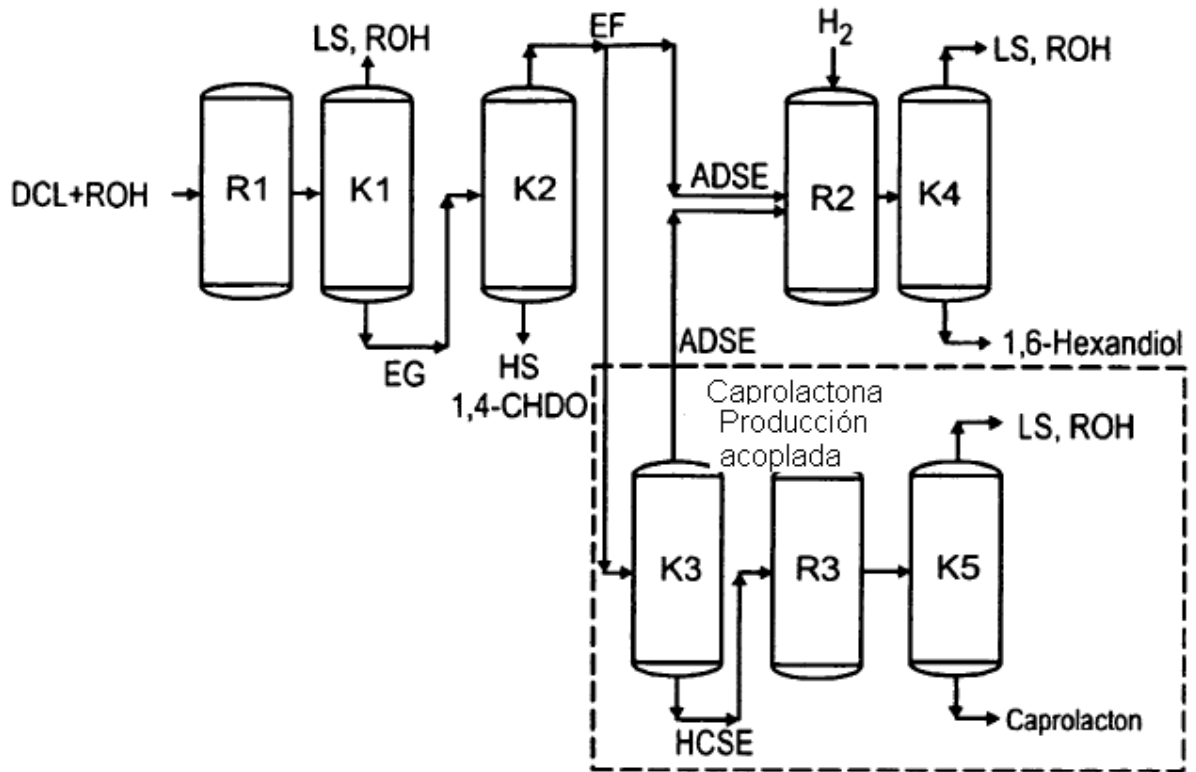 EF
H2
LS, ROH
LS, ROH
R1
K1
K2
R2
K4
DCL+ROH
ADSE
EG
HS
1,4-CHDO
ADSE
1,6-Hexandiol
Caprolactona
Producción
acoplada
LS, ROH
K3
R3
K5
HCSE
Caprolacton